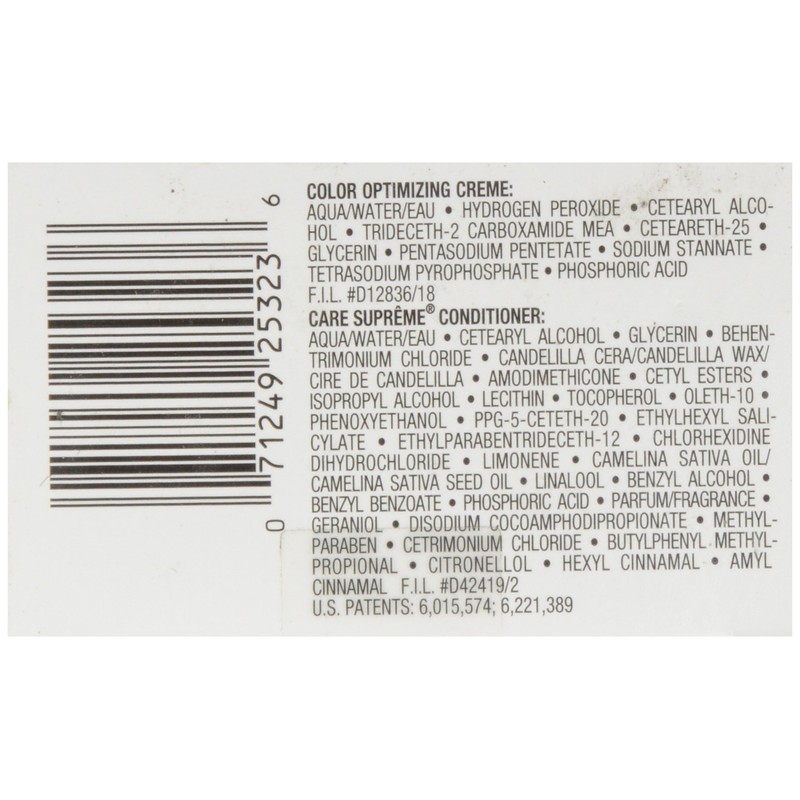 COLOR OPTIMIZING CREME:
AQUA/WATER/EAU • HYDROGEN PEROXIDE • CETEARYL ALCO-
HOL • TRIDECETH-2 CARBOXAMIDE MEA • CETEARETH-25 •
GLYCERIN • PENTASODIUM PENTETATE • SODIUM STANNATE •
TETRASODIUM PYROPHOSPHATE • PHOSPHORIC ACID
F.I.L. #D12836/18
CARE SUPRÊME® CONDITIONER:
AQUA/WATER/EAU • CETEARYL ALCOHOL • GLYCERIN • BEHEN-
TRIMONIUM CHLORIDE • CANDELILLA CERA/CANDELILLA WAX/
CIRE DE CANDELILLA • AMODIMETHICONE • CETYL ESTERS •
ISOPROPYL ALCOHOL • LECITHIN • TOCOPHEROL • OLETH-10 •
PHENOXYETHANOL • PPG-5-CETETH-20 • ETHYLHEXYL SALI-
CYLATE • ETHYLPARABENTRIDECETH-12 • CHLORHEXIDINE
DIHYDROCHLORIDE • LIMONENE • CAMELINA SATIVA OIL/
CAMELINA SATIVA SEED OIL • LINALOOL • BENZYL ALCOHOL •
BENZYL BENZOATE • PHOSPHORIC ACID • PARFUM/FRAGRANCE •
GERANIOL • DISODIUM COCOAMPHODIPROPIONATE • METHYL-
PARABEN • CETRIMONIUM CHLORIDE • BUTYLPHENYL METHYL-
PROPIONAL • CITRONELLOL • HEXYL CINNAMAL • AMYL
CINNAMAL F.I.L. #D42419/2
U.S. PATENTS: 6,015,574; 6,221,389
0 71249 25323 6